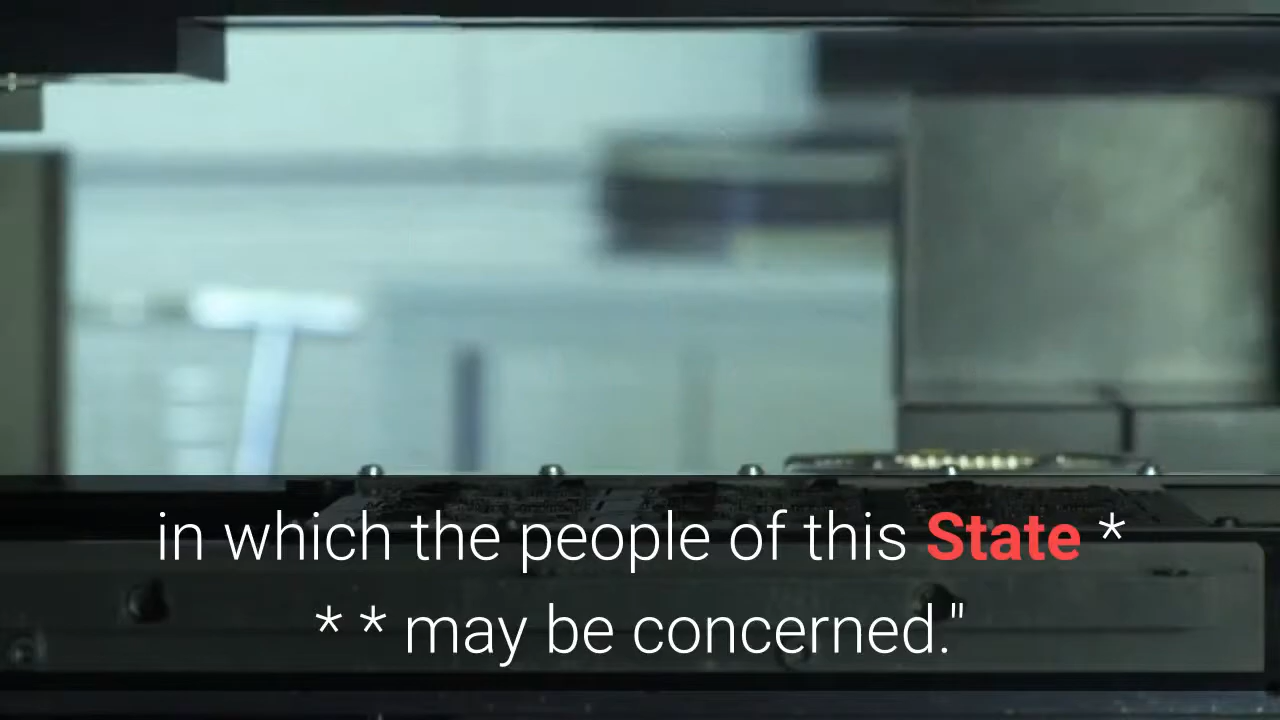 in which the people of this State *
* * may be concerned."